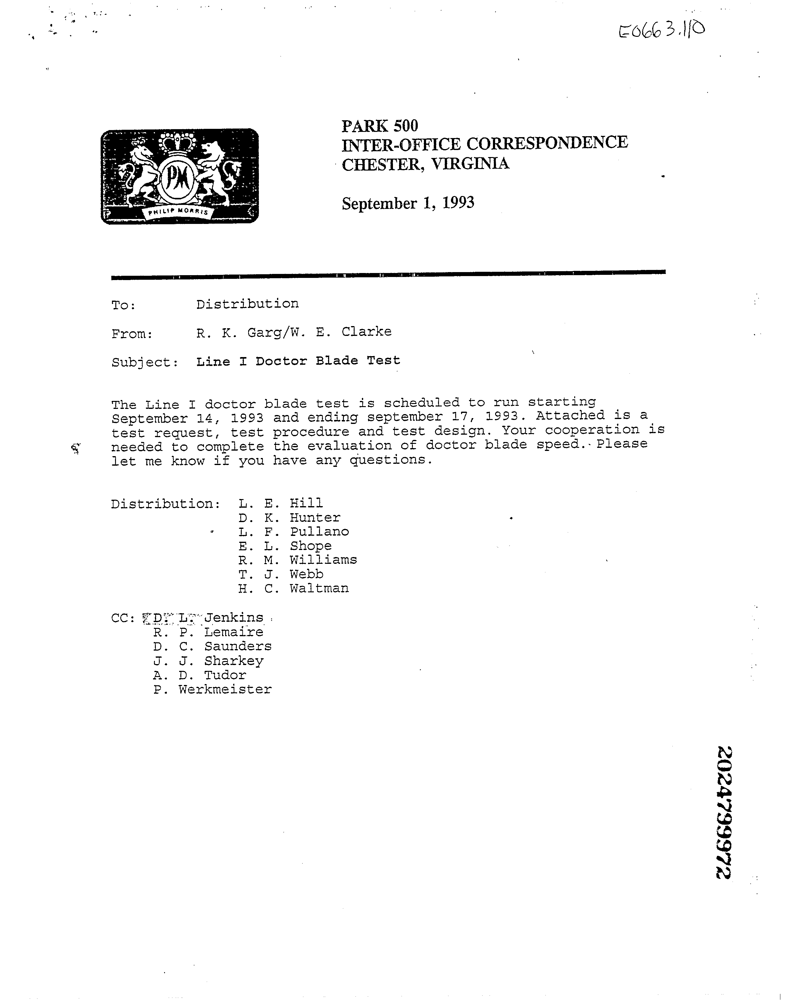 E0663.110
PARK 500
INTER-OFFICE CORRESPONDENCE
CHESTER, VIRGINIA
September 1, 1993
PM
PHILIP MORRIS
To: Distribution
From: R. K. Garg/W. E. Clarke
Subject: Line I Doctor Blade Test
The Line I doctor blade test is scheduled to run starting
September 14, 1993 and ending september 17, 1993. Attached is a
test request, test procedure and test design. Your cooperation is
needed to complete the evaluation of doctor blade speed. Please
let me know if you have any questions.
Distribution: L. E. Hill
D. K. Hunter
L. F. Pullano
E. L. Shope
R. M. Williams
T. J. Webb
H. C. Waltman
CC: D. L. Jenkins
R. P. Lemaire
D. C. Saunders
J. J. Sharkey
A. D. Tudor
P. Werkmeister
2024799972